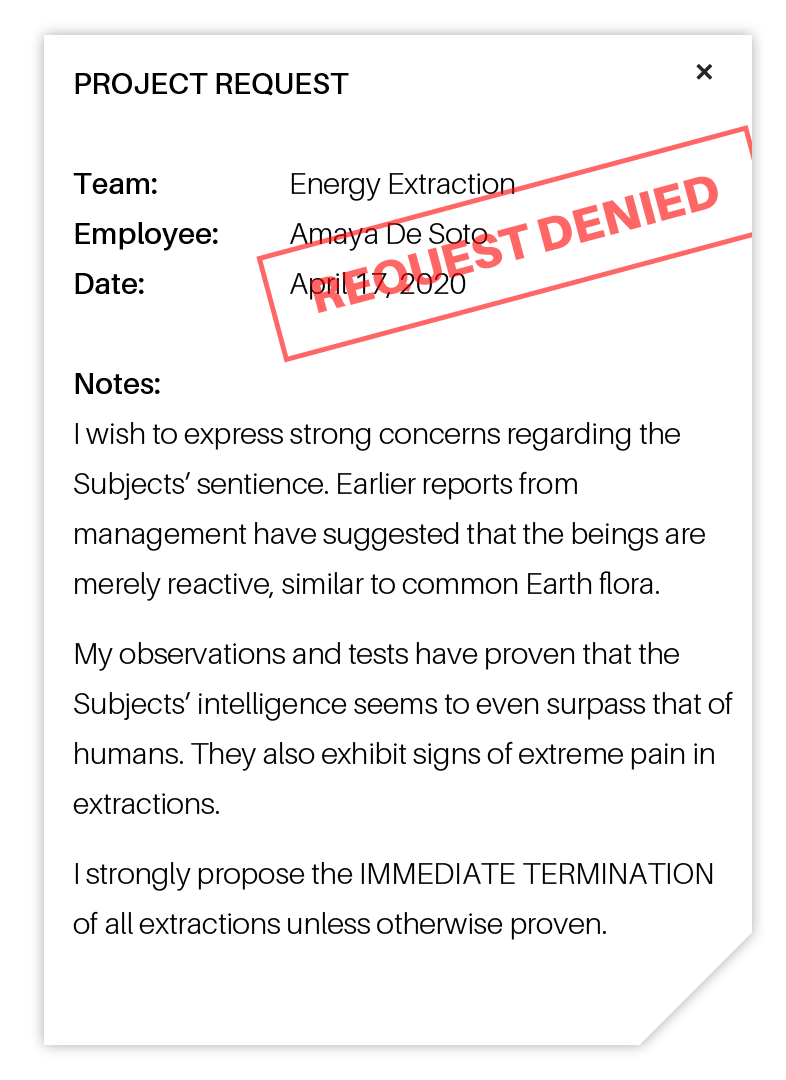 PROJECT REQUEST
×
Team: Energy Extraction
Employee: Amaya De Soto
Date: April 17, 2020
REQUEST DENIED
Notes:
I wish to express strong concerns regarding the
Subjects’ sentience. Earlier reports from
management have suggested that the beings are
merely reactive, similar to common Earth flora.
My observations and tests have proven that the
Subjects’ intelligence seems to even surpass that of
humans. They also exhibit signs of extreme pain in
extractions.
I strongly propose the IMMEDIATE TERMINATION
of all extractions unless otherwise proven.